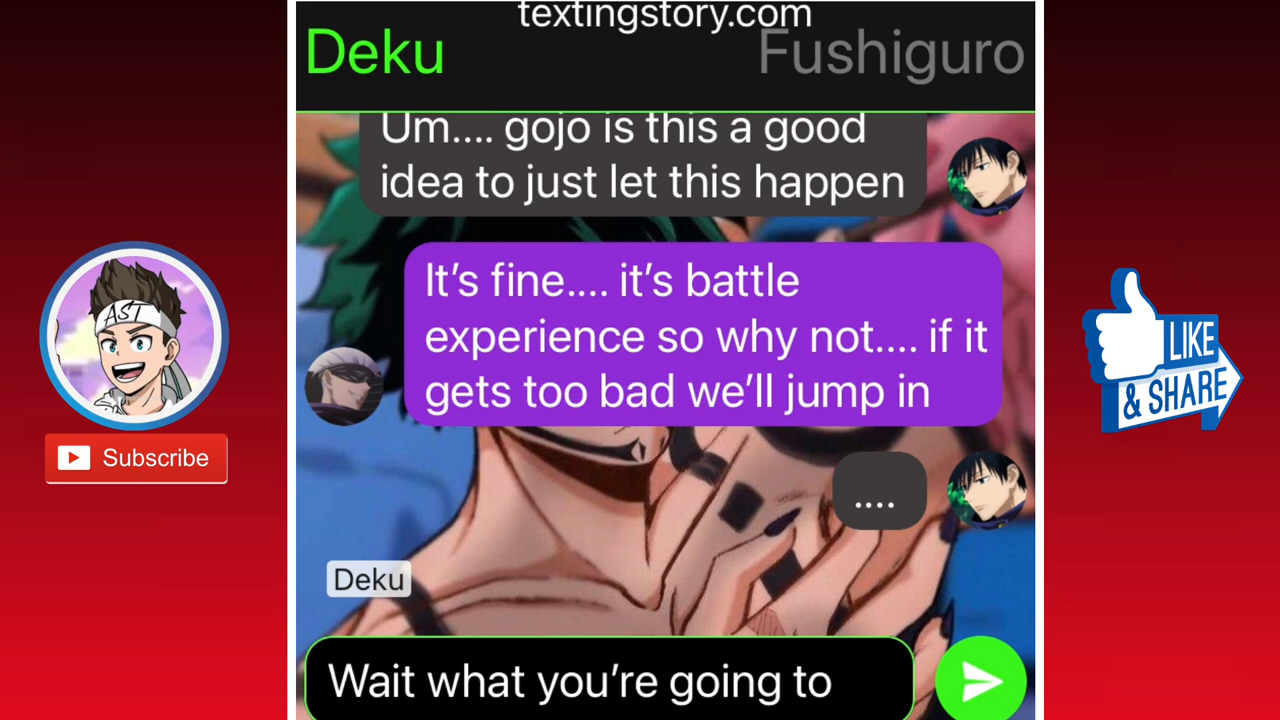 textingstory.com
Deku
Fushiguro
Um.... gojo is this a good
idea to just let this happen
It's fine.... it's battle
experience so why not.... if it
gets too bad we'll jump in
....
Deku
Wait what you're going to
AST
Subscribe
LIKE
& SHARE